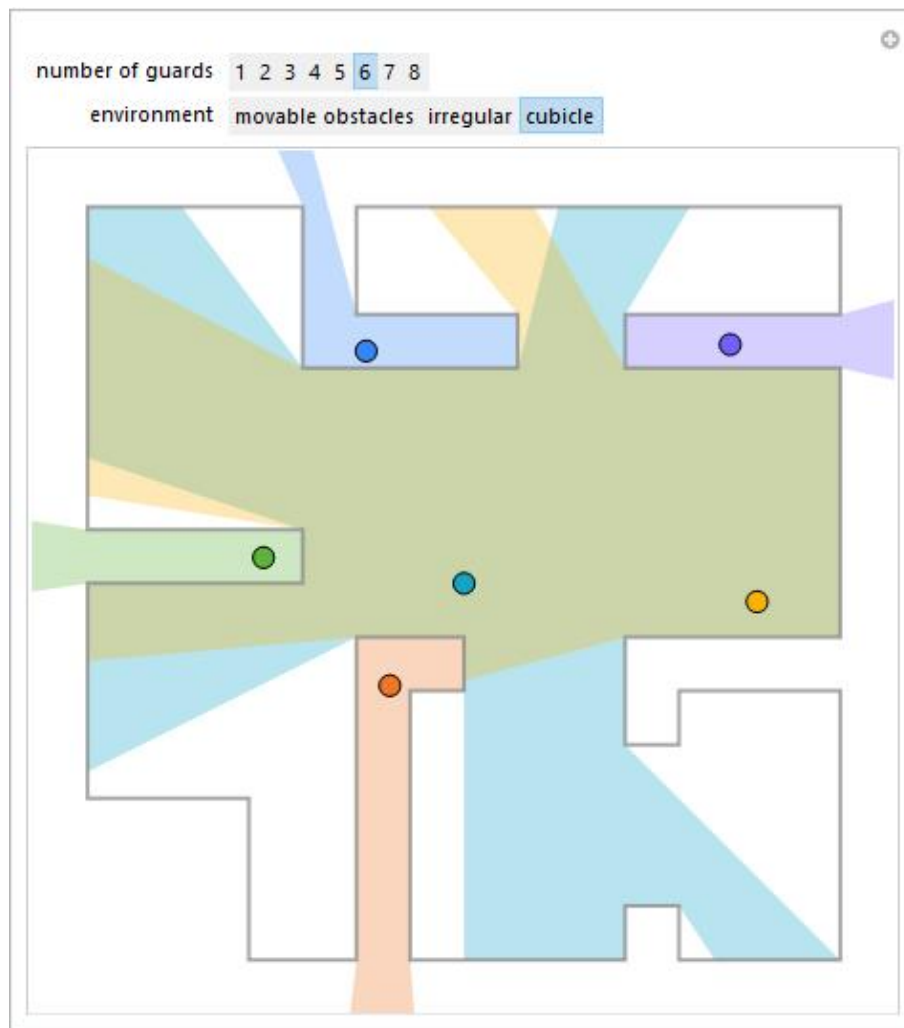 number of guards 1 2 3 4 5 6 7 8
environment movable obstacles irregular cubicle